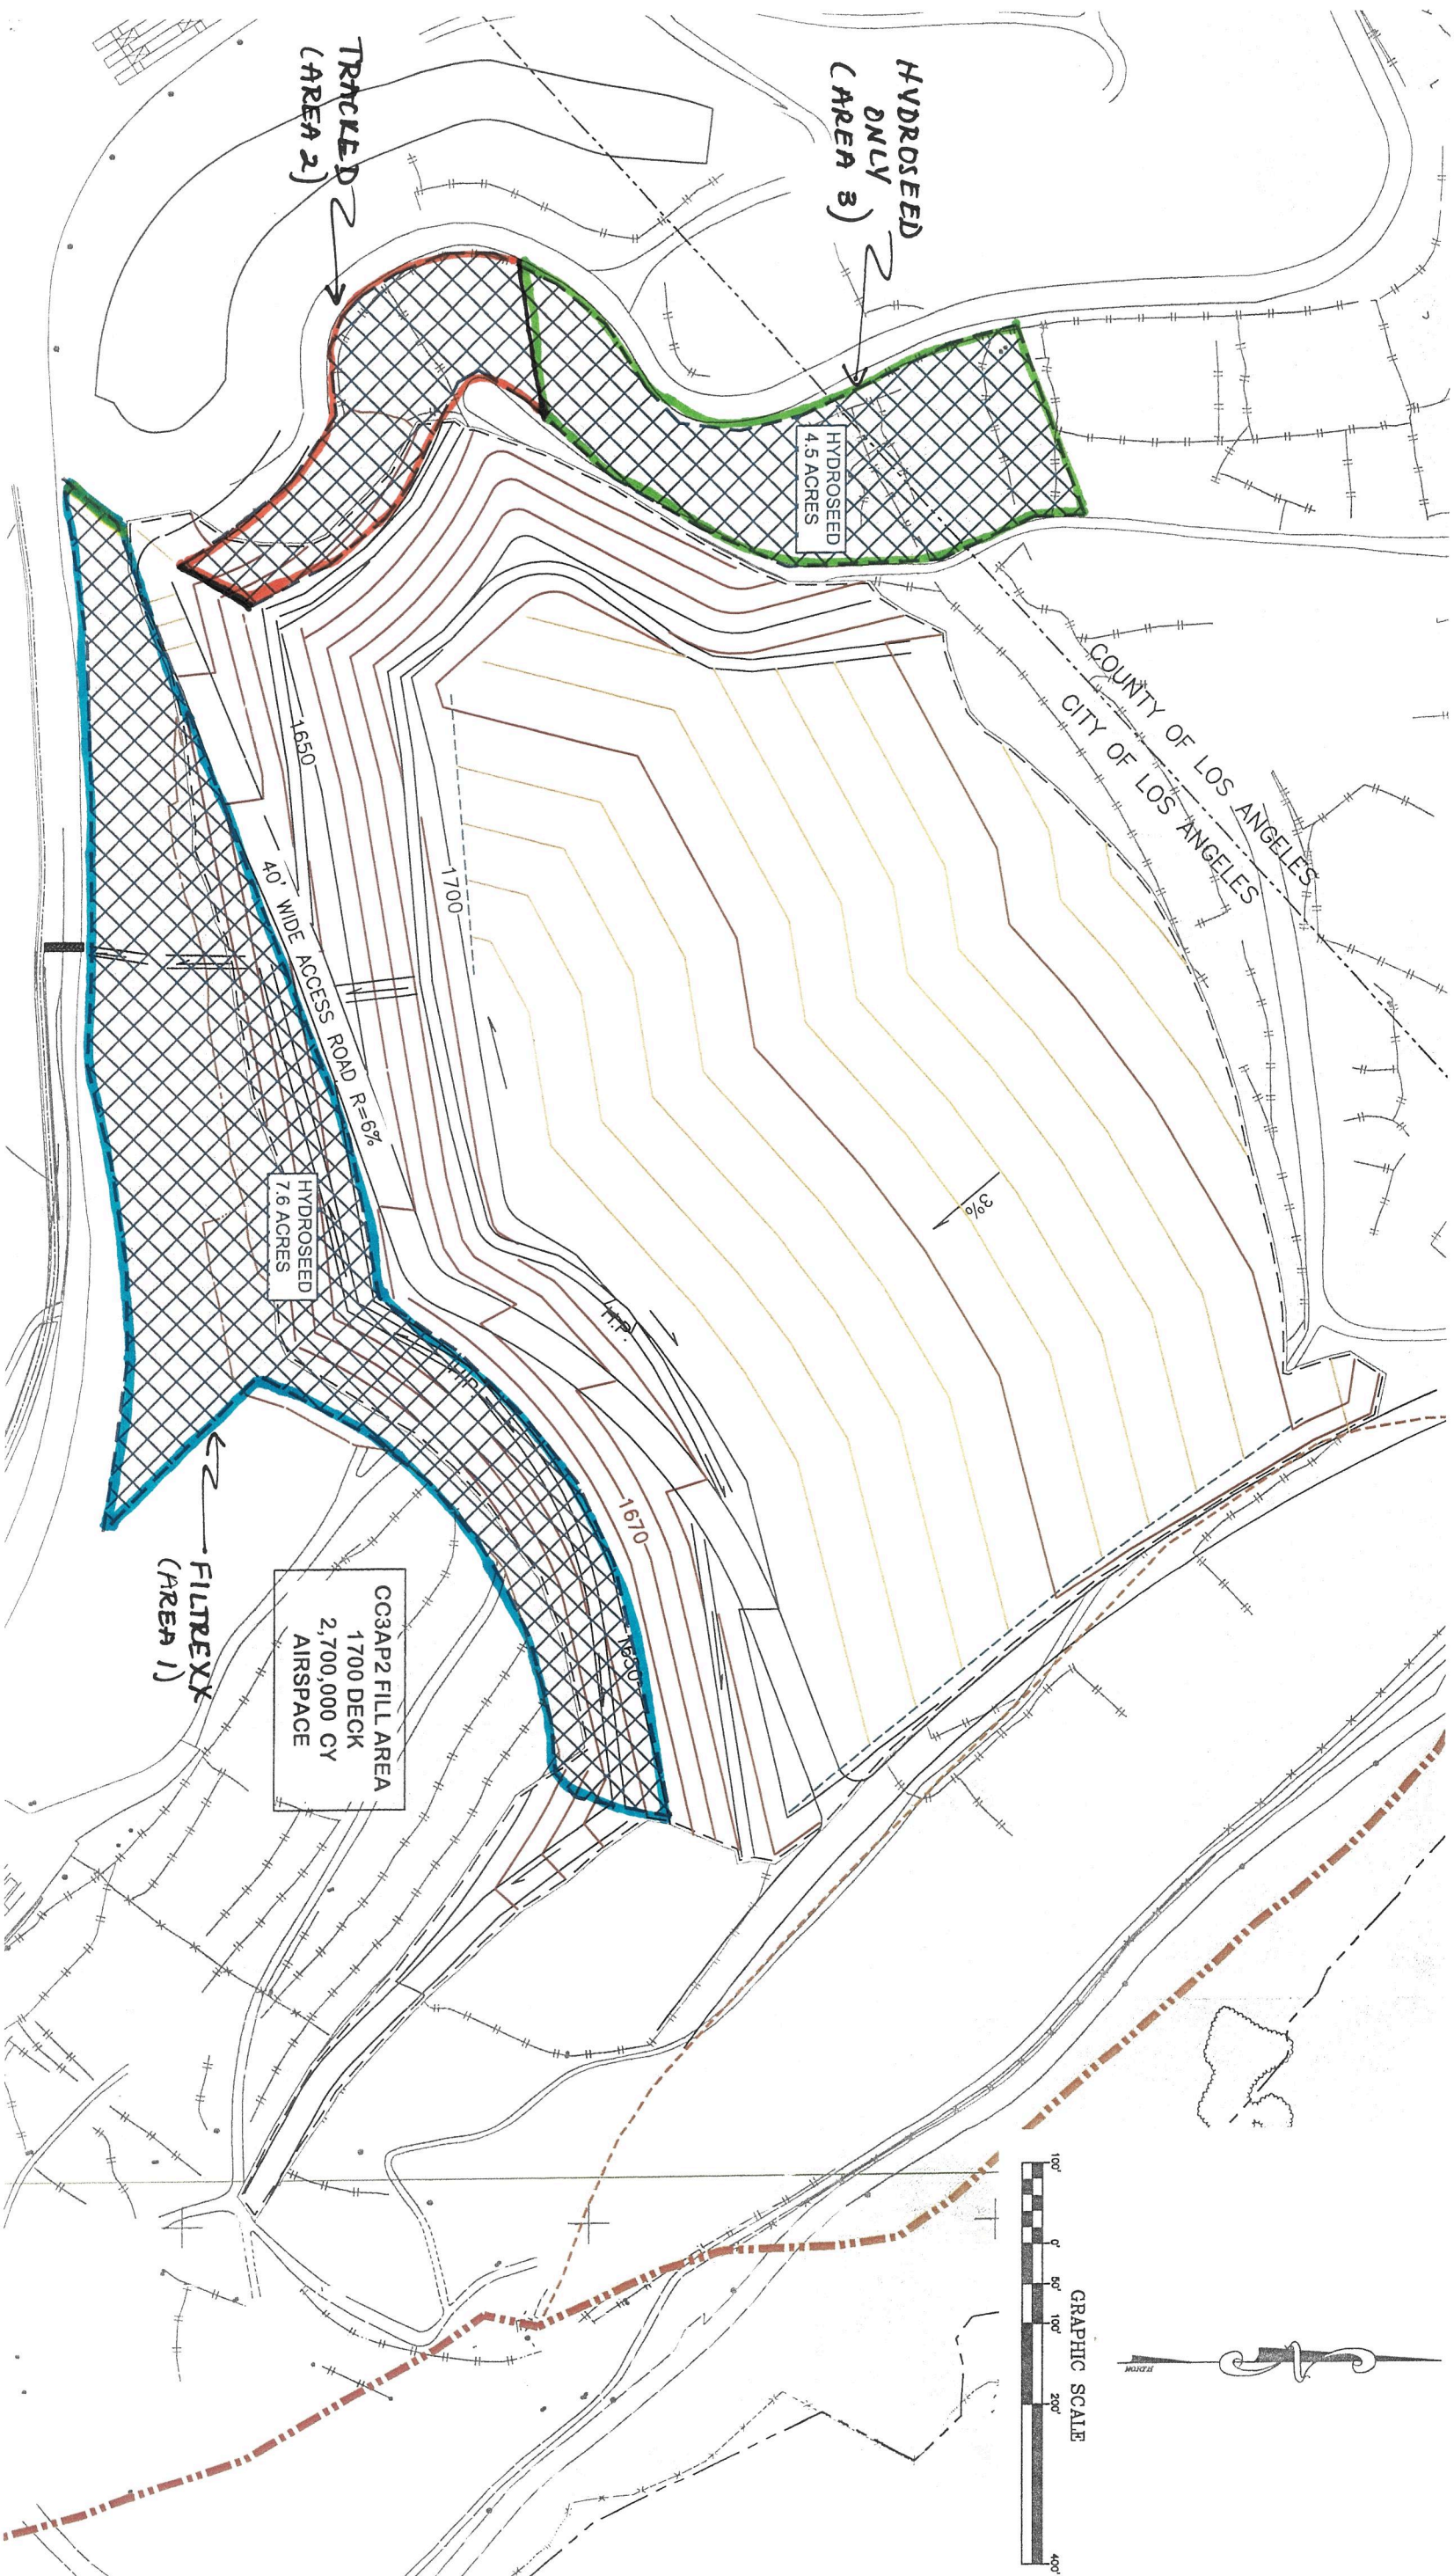 HYDROSEED
ONLY
(AREA 3)
TRACKED
(AREA 2)
HYDROSEED
4.5 ACRES
COUNTY OF LOS ANGELES
CITY OF LOS ANGELES
1650
1700
40' WIDE ACCESS ROAD R=6%
3%
HYDROSEED
7.6 ACRES
H.P.
H.P.
1670
1650
FILTREXX
(AREA 1)
CC3AP2 FILL AREA
1700 DECK
2,700,000 CY
AIRSPACE
GRAPHIC SCALE
100' 0' 50' 100' 200' 400'
NORTH